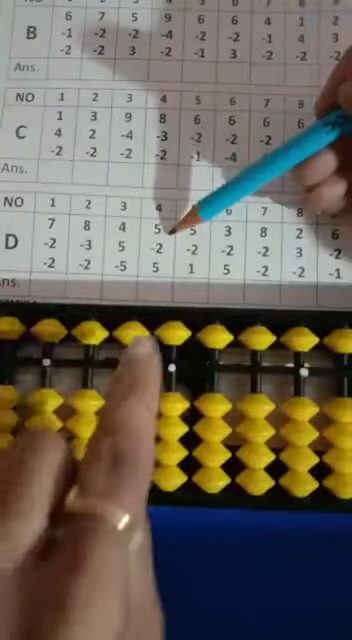 6 7 5 9 6 6 4 1 2
B -1 -2 -2 -4 -2 -2 -1 4 3
-2 -2 3 -2 -1 3 -2 -2 -2
Ans.
NO 1 2 3 4 5 6 7 8
1 3 9 8 6 6 6 6
C 4 2 -4 -3 -2 -2 -2
-2 -2 -2 -2 -1 -4
Ans.
NO 1 2 3 4 6 7 8
7 8 4 5 5 3 8 2 6
D -2 -3 5 -2 -2 -2 -2 3 -2
-2 -2 -5 5 1 5 -2 -2 -1
ns.